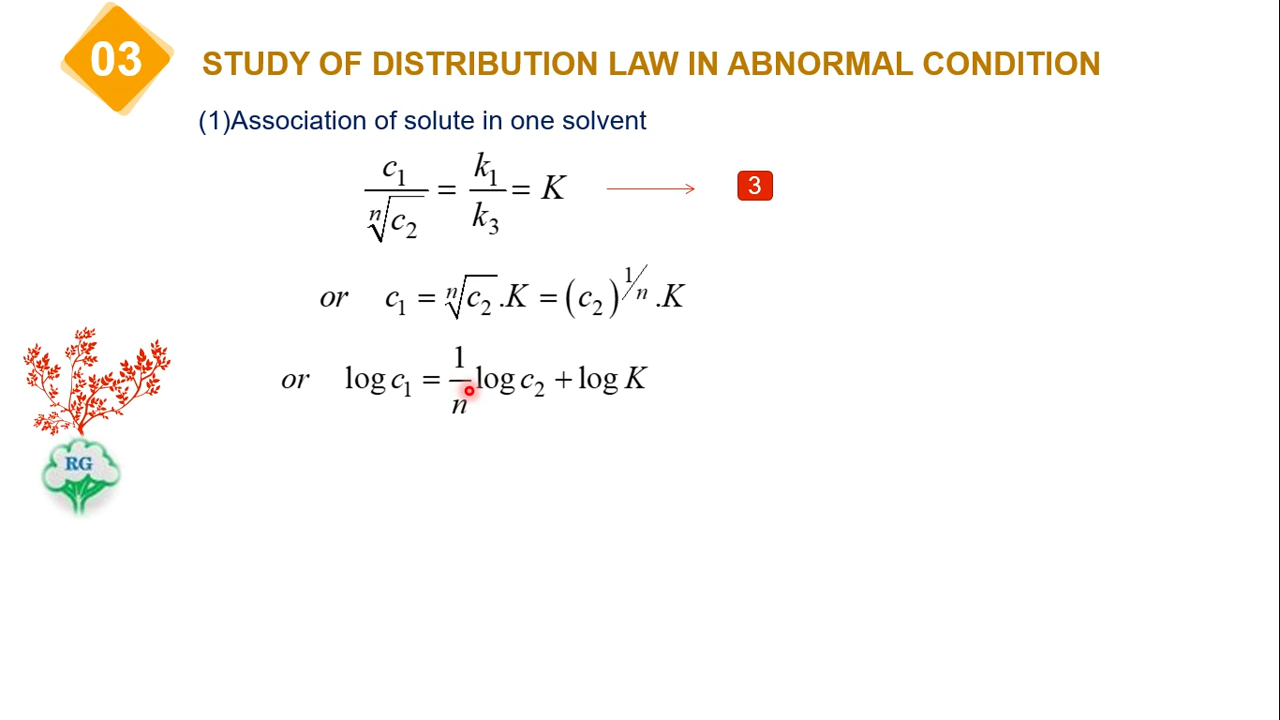 03
STUDY OF DISTRIBUTION LAW IN ABNORMAL CONDITION
(1)Association of solute in one solvent
c₁/ⁿ√c₂ = k₁/k₃ = K ⟶ 3
or c₁ = ⁿ√c₂ .K = (c₂)^(1/n) .K
or log c₁ = 1/n log c₂ + log K
RG